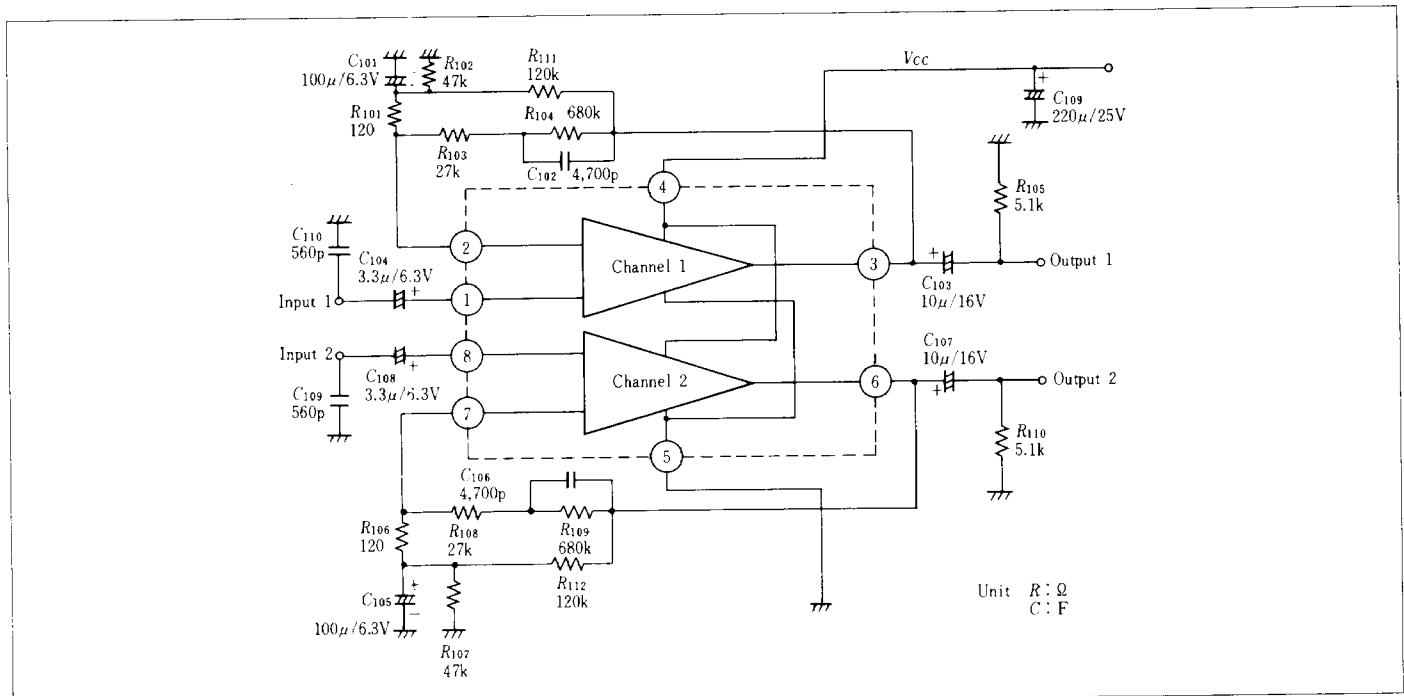 C101
100μ/6.3V
R102
47k
R111
120k
R101
120
R104
680k
R103
27k
C102
4,700p
Vcc
+
C109
220μ/25V
4
R105
5.1k
C110
560p
C104
3.3μ/6.3V
+
2
Channel 1
3
+
C103
10μ/16V
Output 1
Input 1
1
Input 2
8
+
C108
3.3μ/6.3V
C109
560p
Channel 2
7
6
C107
10μ/16V
+
Output 2
R110
5.1k
5
C106
4,700p
R106
120
R108
27k
R109
680k
R112
120k
+
C105
−
100μ/6.3V
R107
47k
Unit R : Ω
C : F